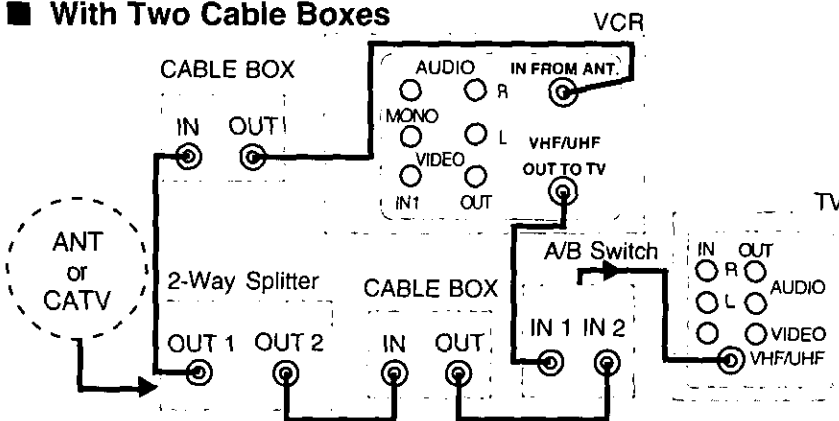 ■ With Two Cable Boxes
VCR
CABLE BOX
IN OUT
AUDIO
R
MONO
L
VIDEO
IN1 OUT
IN FROM ANT.
VHF/UHF
OUT TO TV
ANT
or
CATV
2-Way Splitter
OUT 1 OUT 2
CABLE BOX
IN OUT
A/B Switch
IN 1 IN 2
TV
IN OUT
R
AUDIO
L
VIDEO
VHF/UHF